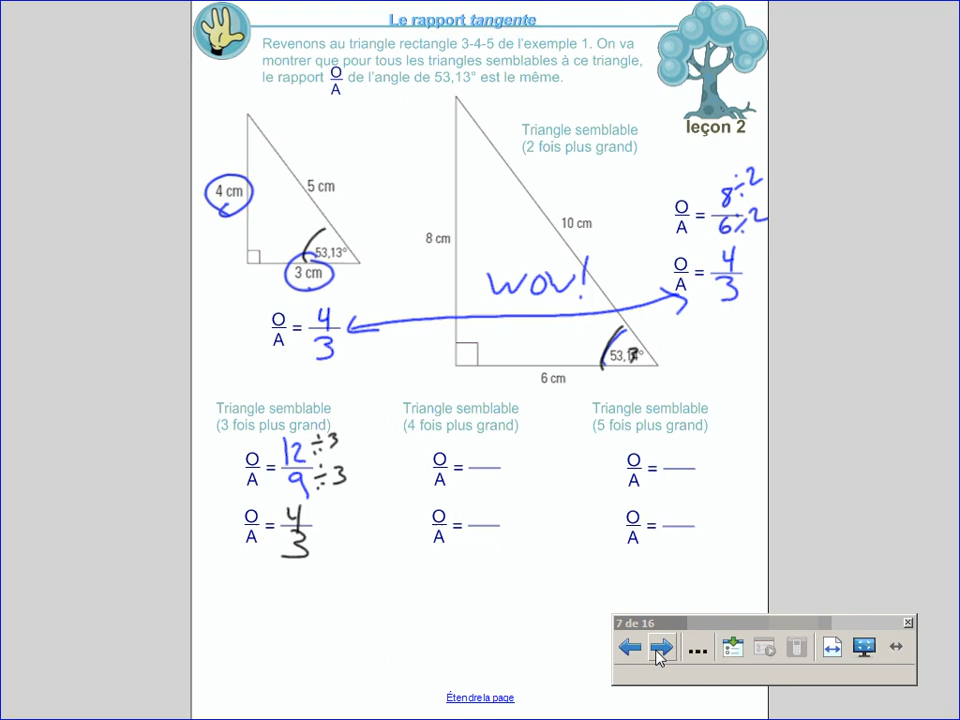 Le rapport tangente
Revenons au triangle rectangle 3-4-5 de l'exemple 1. On va
montrer que pour tous les triangles semblables à ce triangle,
le rapport O/A de l'angle de 53,13° est le même.
leçon 2
Triangle semblable
(2 fois plus grand)
4 cm
5 cm
53,13°
3 cm
O/A = 4/3
8 cm
10 cm
wow!
53,13°
6 cm
O/A = 8÷2/6÷2
O/A = 4/3
Triangle semblable
(3 fois plus grand)
O/A = 12÷3/9÷3
O/A = 4/3
Triangle semblable
(4 fois plus grand)
O/A =
O/A =
Triangle semblable
(5 fois plus grand)
O/A =
O/A =
7 de 16
Étendre la page